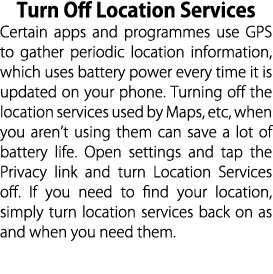 Turn Off Location Services
Certain apps and programmes use GPS
to gather periodic location information,
which uses battery power every time it is
updated on your phone. Turning off the
location services used by Maps, etc, when
you aren't using them can save a lot of
battery life. Open settings and tap the
Privacy link and turn Location Services
off. If you need to find your location,
simply turn location services back on as
and when you need them.